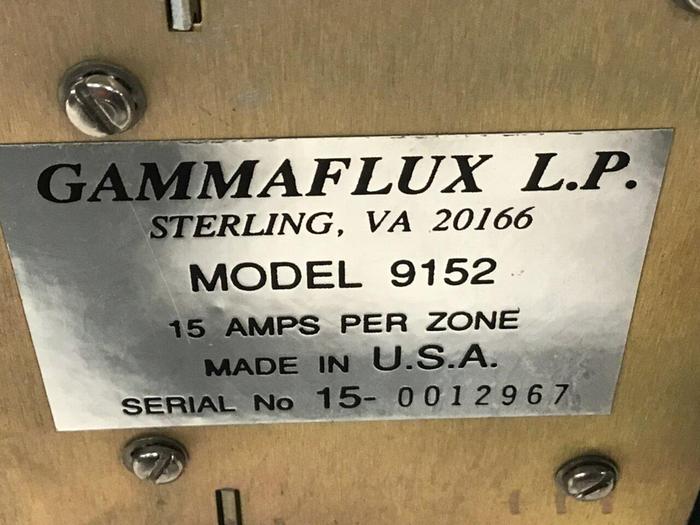 GAMMAFLUX L.P.
STERLING, VA 20166
MODEL 9152
15 AMPS PER ZONE
MADE IN U.S.A.
SERIAL No 15- 0012967